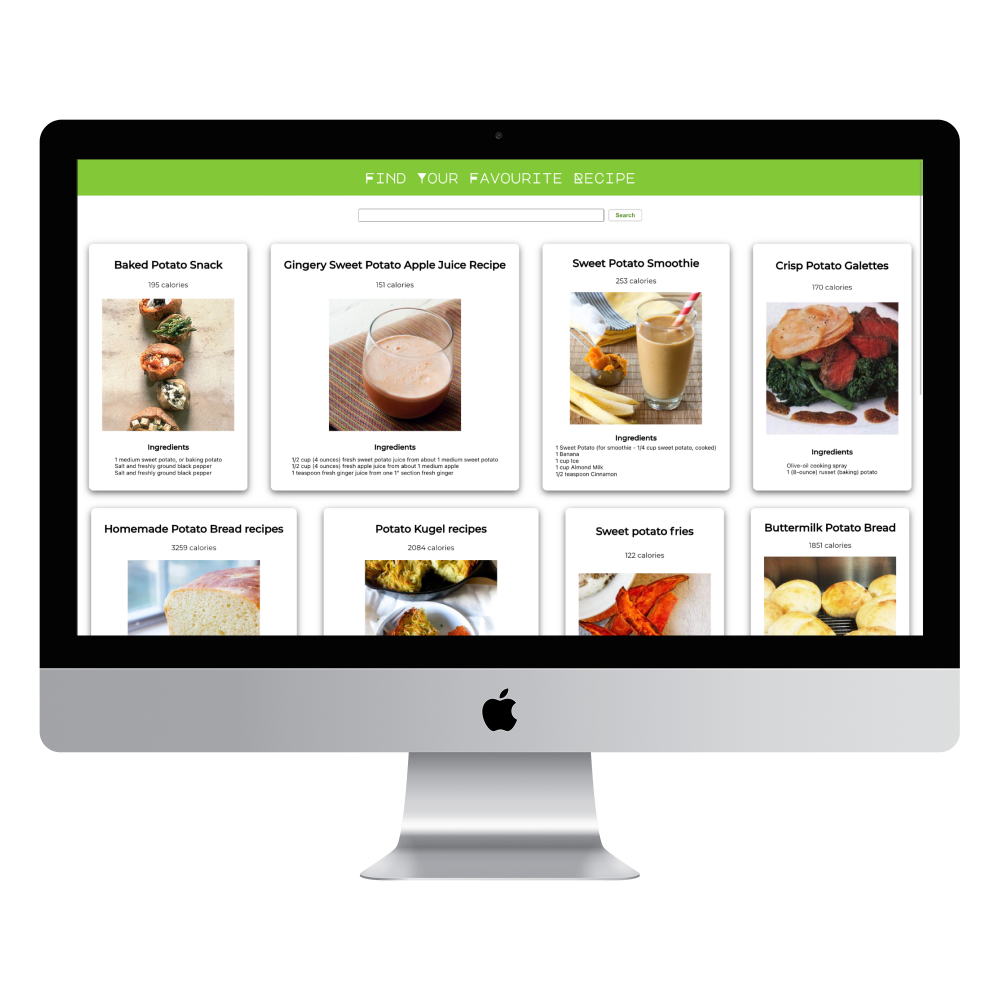 Find Your Favourite Recipe
Search
Baked Potato Snack
195 calories
Ingredients
1 medium sweet potato, or baking potato
Salt and freshly ground black pepper
Salt and freshly ground black pepper
Gingery Sweet Potato Apple Juice Recipe
151 calories
Ingredients
1/2 cup (4 ounces) fresh sweet potato juice from about 1 medium sweet potato
1/2 cup (4 ounces) fresh apple juice from about 1 medium apple
1 teaspoon fresh ginger juice from one 1" section fresh ginger
Sweet Potato Smoothie
253 calories
Ingredients
1 Sweet Potato (for smoothie - 1/4 cup sweet potato, cooked)
1 Banana
1 cup Ice
1 cup Almond Milk
1/2 teaspoon Cinnamon
Crisp Potato Galettes
170 calories
Ingredients
Olive-oil cooking spray
1 (8-ounce) russet (baking) potato
Homemade Potato Bread recipes
3259 calories
Potato Kugel recipes
2084 calories
Sweet potato fries
122 calories
Buttermilk Potato Bread
1851 calories